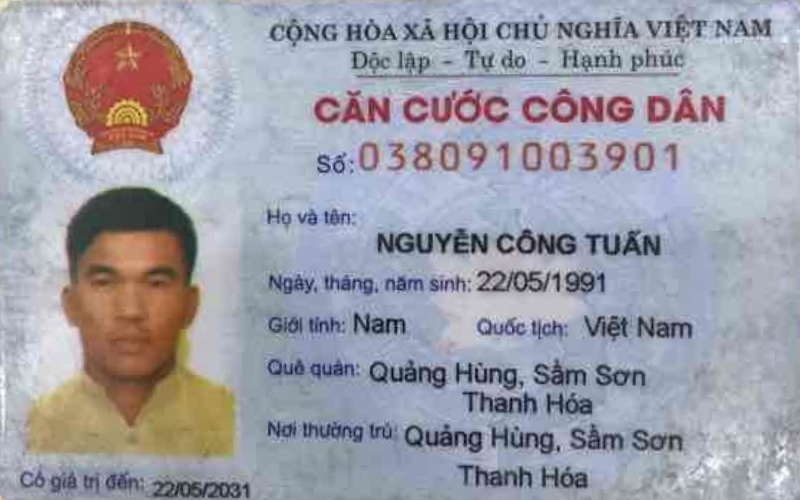 CỘNG HÒA XÃ HỘI CHỦ NGHĨA VIỆT NAM
Độc lập - Tự do - Hạnh phúc
CĂN CƯỚC CÔNG DÂN
Số: 038091003901
Họ và tên:
NGUYỄN CÔNG TUẤN
Ngày, tháng, năm sinh: 22/05/1991
Giới tính: Nam Quốc tịch: Việt Nam
Quê quán: Quảng Hùng, Sầm Sơn
Thanh Hóa
Nơi thường trú: Quảng Hùng, Sầm Sơn
Thanh Hóa
Có giá trị đến: 22/05/2031